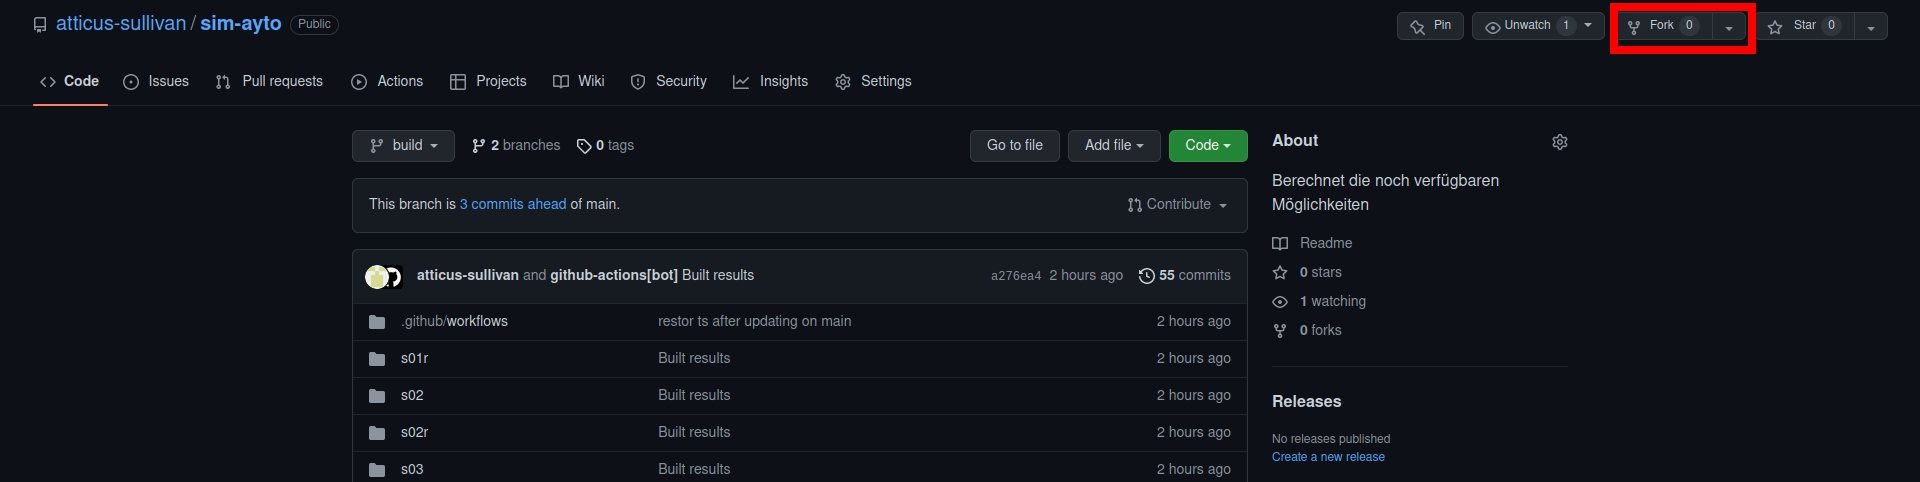 atticus-sullivan / sim-ayto Public Pin Unwatch 1 Fork 0 Star 0
Code Issues Pull requests Actions Projects Wiki Security Insights Settings
build 2 branches 0 tags Go to file Add file Code
This branch is 3 commits ahead of main. Contribute
atticus-sullivan and github-actions[bot] Built results a276ea4 2 hours ago 55 commits
.github/workflows restor ts after updating on main 2 hours ago
s01r Built results 2 hours ago
s02 Built results 2 hours ago
s02r Built results 2 hours ago
s03 Built results 2 hours ago
About
Berechnet die noch verfügbaren
Möglichkeiten
Readme
0 stars
1 watching
0 forks
Releases
No releases published
Create a new release